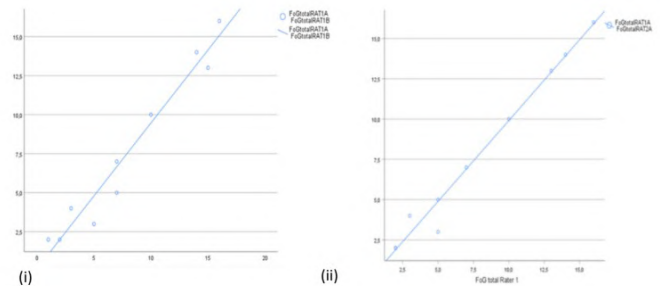 FoGtotalRAT1A
FoGtotalRAT1B
FoGtotalRAT1A
FoGtotalRAT1B
15,0
12,5
10,0
7,5
5,0
2,5
0 5 10 15 20
(i)
FoGtotalRAT1A
FoGtotalRAT2A
15,0
12,5
10,0
7,5
5,0
2,5
2,5 5,0 7,5 10,0 12,5 15,0
FoG total Rater 1
(ii)